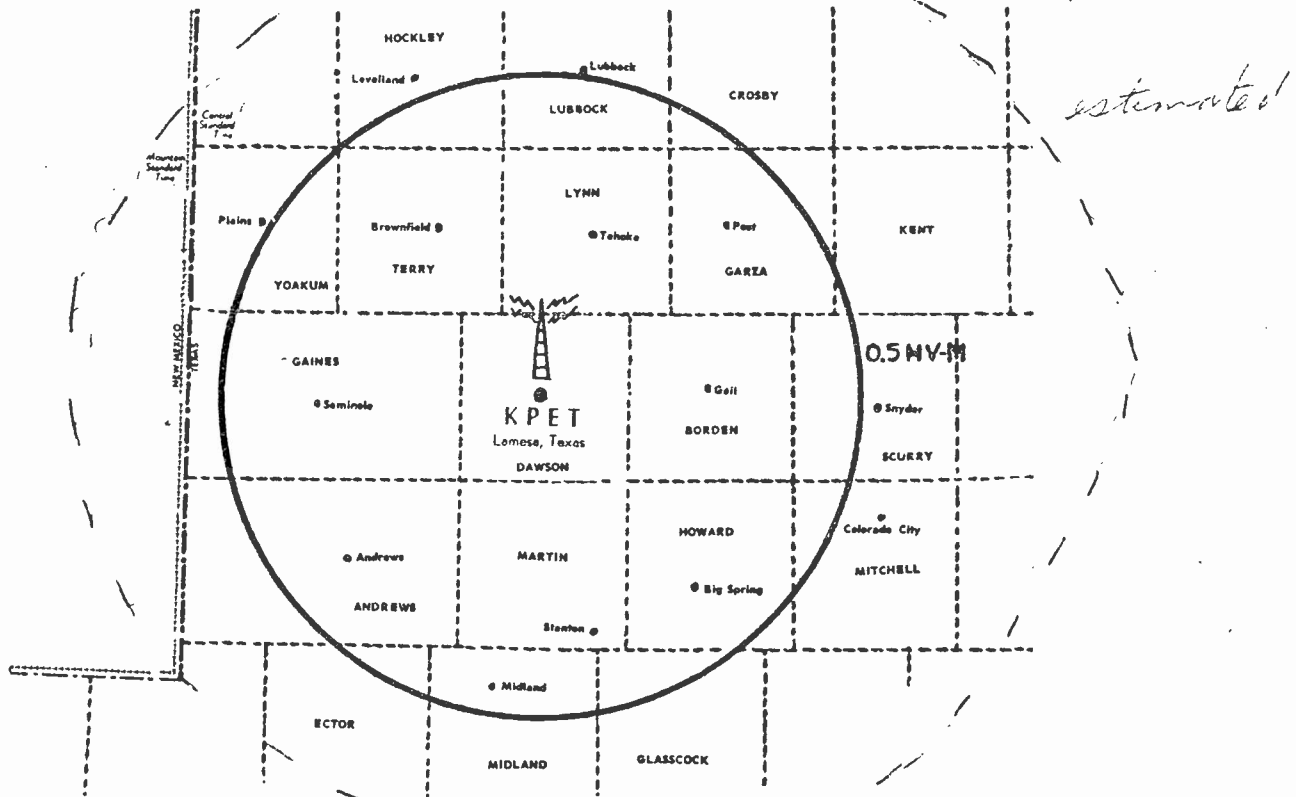 HOCKLEY
Levelland
Lubbock
LUBBOCK
CROSBY
estimated
Central
Standard
Time
Mountain
Standard
Time
LYNN
Plains
Brownfield
Tahoka
Post
KENT
TERRY
GARZA
YOAKUM
NEW MEXICO
TEXAS
GAINES
0.5 MV-M
Seminole
Gail
Snyder
KPET
Lamesa, Texas
BORDEN
DAWSON
SCURRY
HOWARD
Colorado City
Andrews
MARTIN
MITCHELL
Big Spring
ANDREWS
Stanton
Midland
ECTOR
MIDLAND
GLASSCOCK